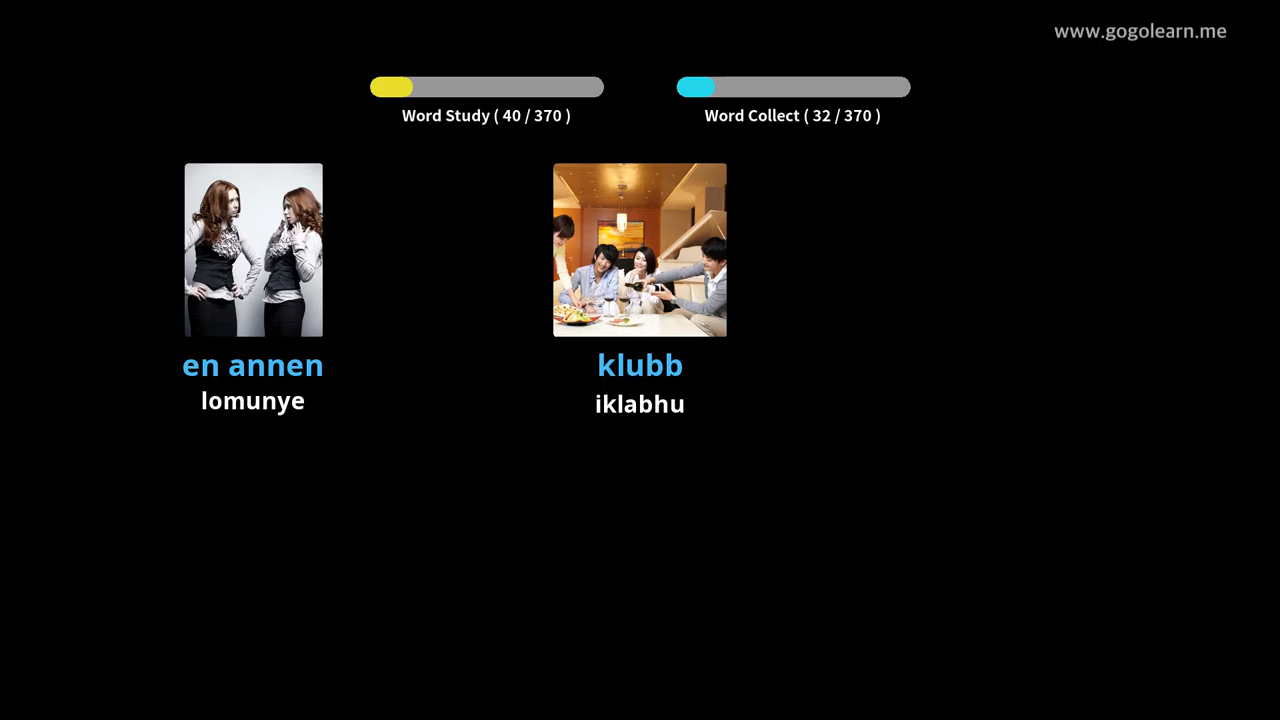 www.gogolearn.me
Word Study ( 40 / 370 )
Word Collect ( 32 / 370 )
en annen
lomunye
klubb
iklabhu